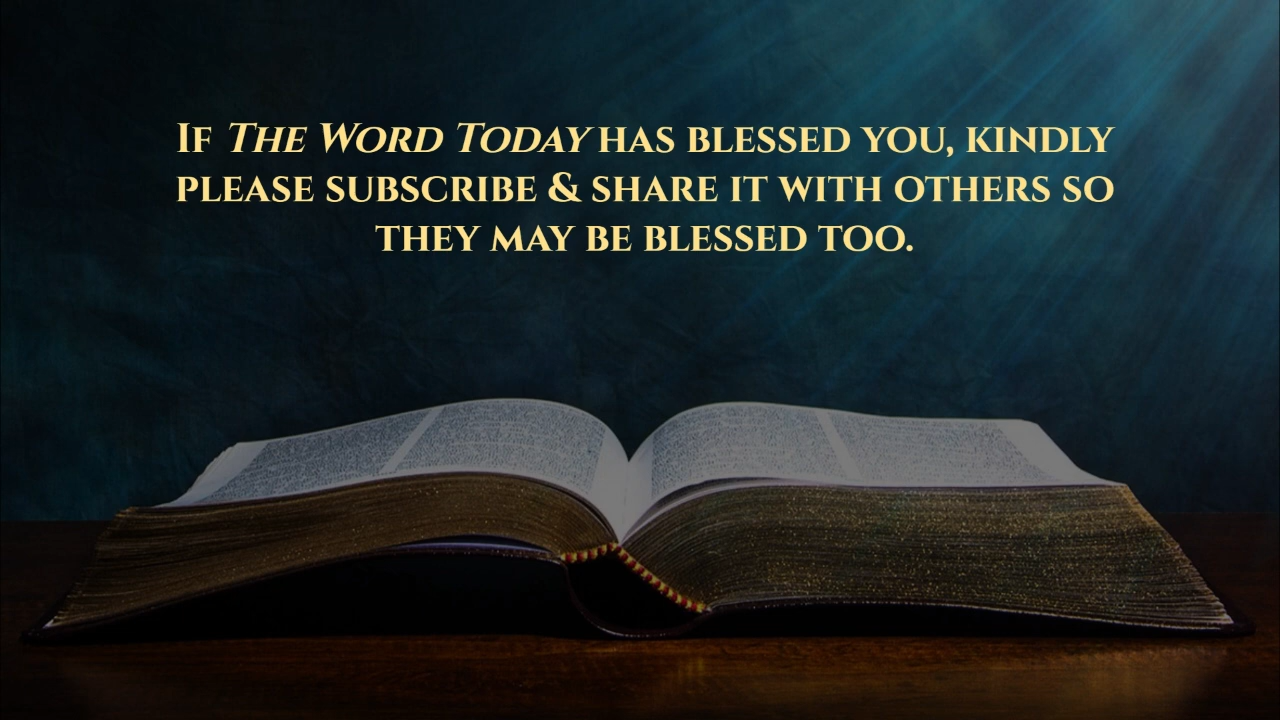 If The Word Today has blessed you, kindly
please subscribe & share it with others so
they may be blessed too.